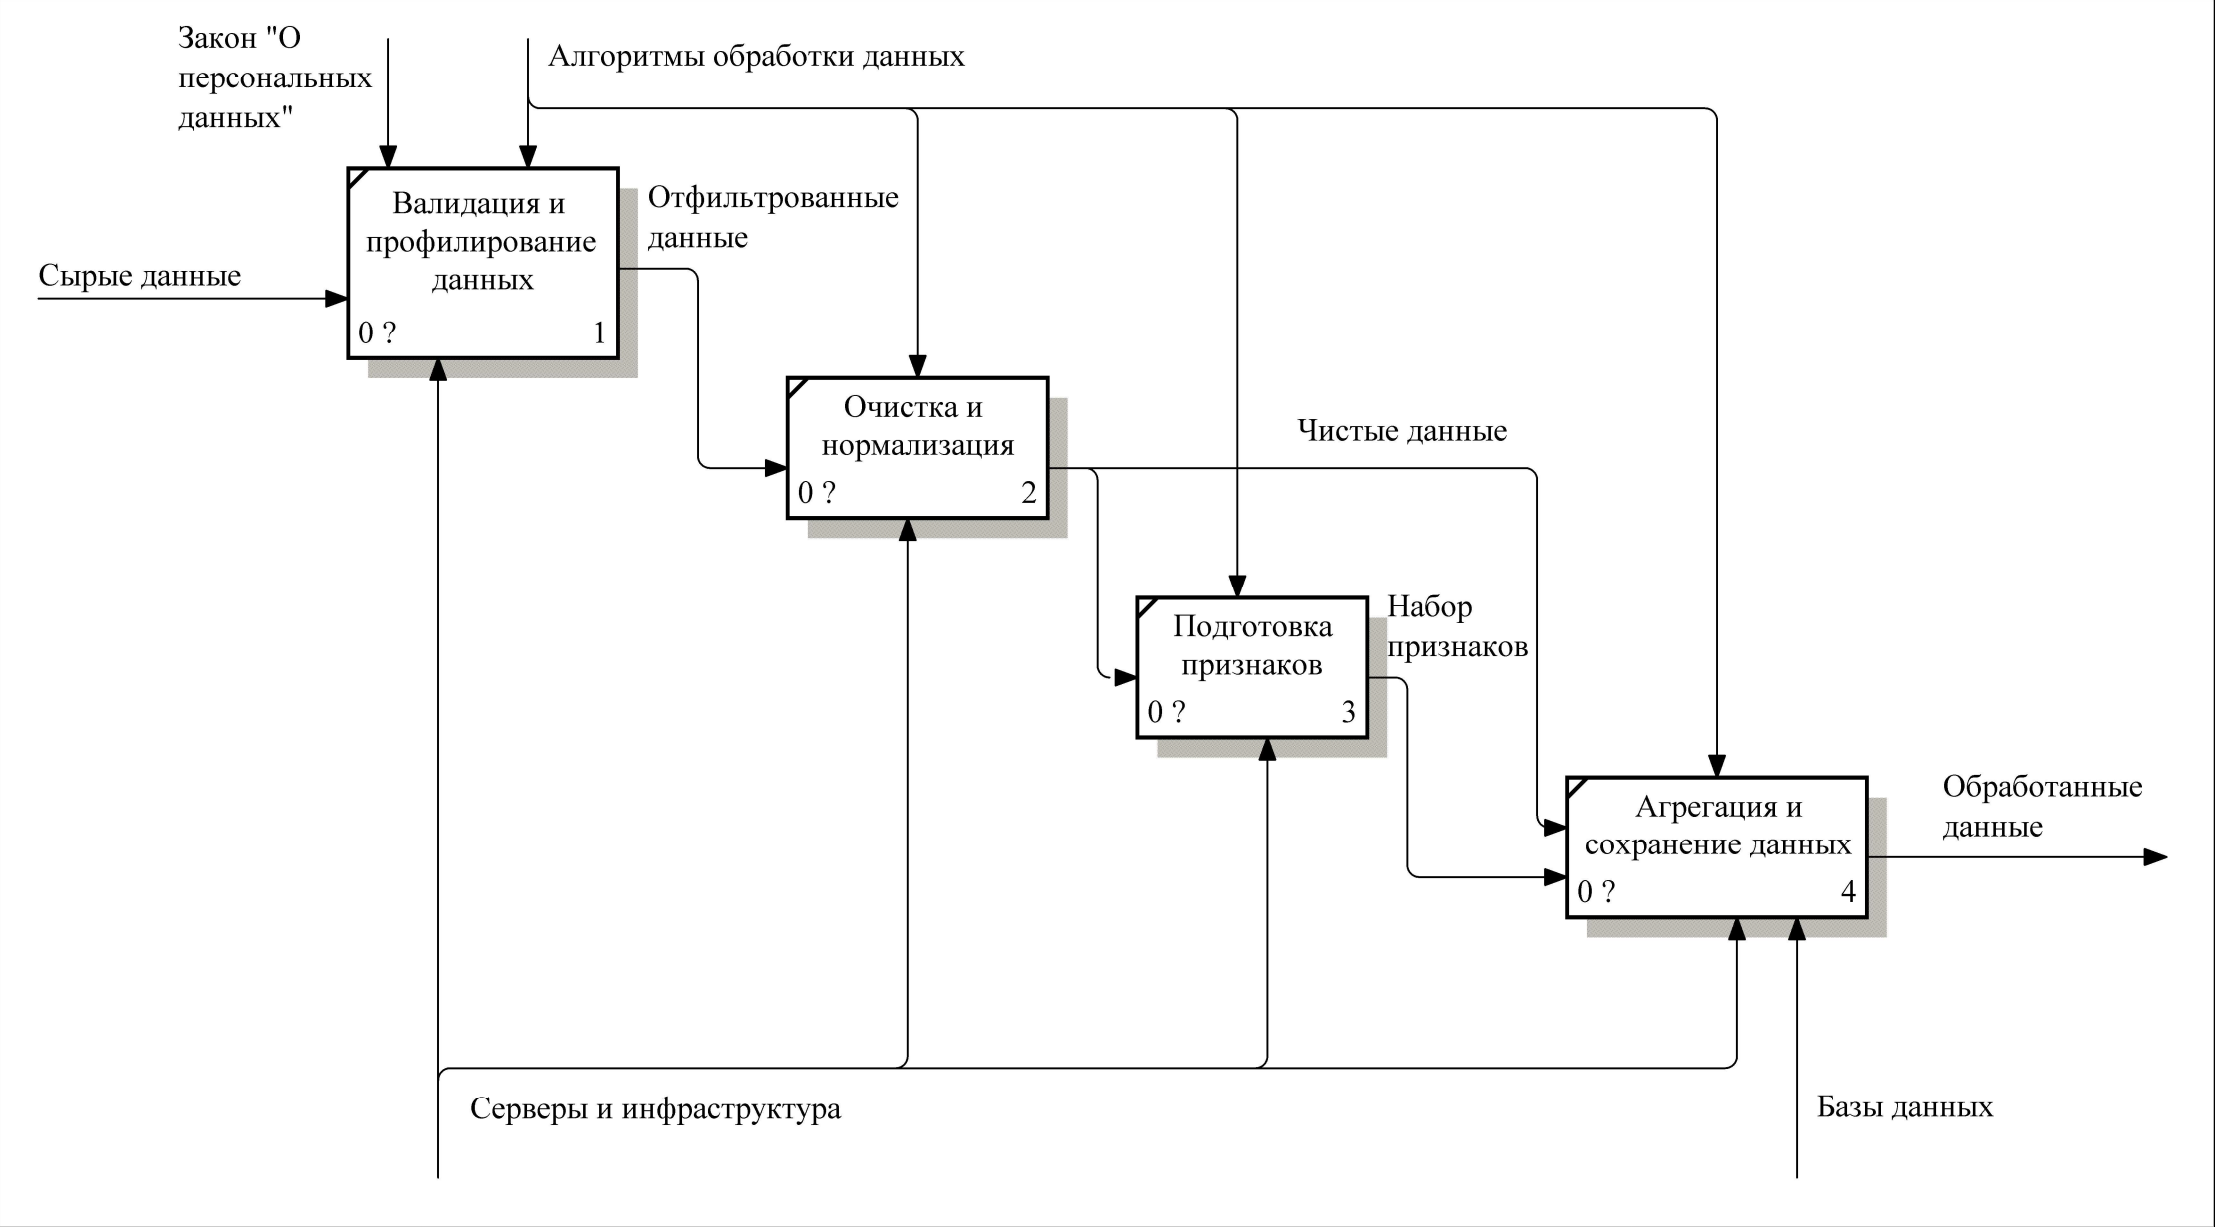 Закон "О
персональных
данных"
Алгоритмы обработки данных
Валидация и
профилирование
данных
0 ?
1
Отфильтрованные
данные
Сырые данные
Очистка и
нормализация
0 ?
2
Чистые данные
Подготовка
признаков
0 ?
3
Набор
признаков
Агрегация и
сохранение данных
0 ?
4
Обработанные
данные
Серверы и инфраструктура
Базы данных